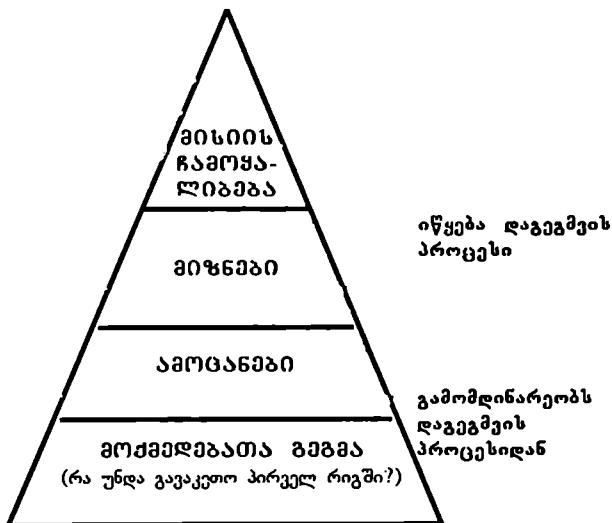 მისიის
ჩამოყა-
ლიბება
იწყება დაგეგმვის
პროცესი
მიზნები
ამოცანები
გამომდინარეობს
დაგეგმვის
პროცესიდან
მოქმედებათა გეგმა
(რა უნდა გავაკეთო პირველ რიგში?)